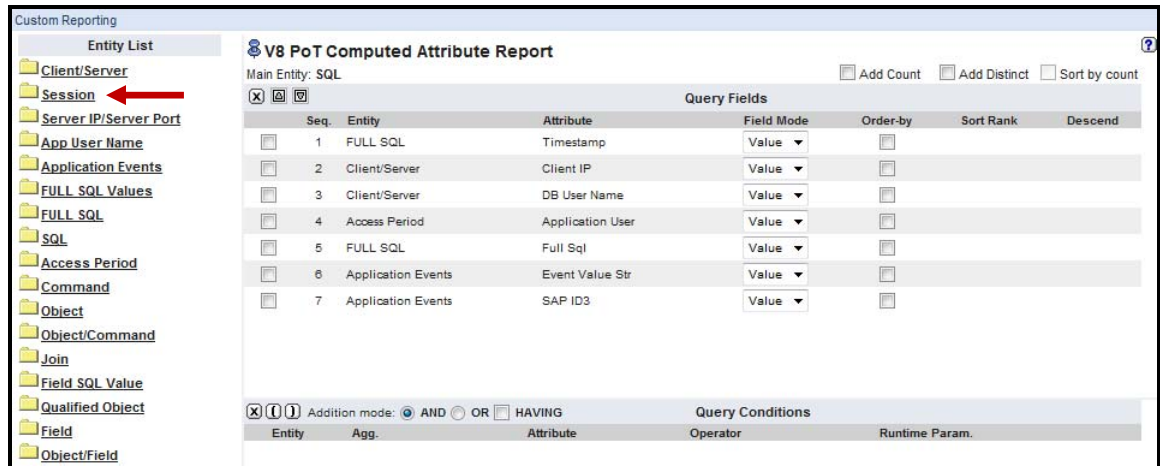 Custom Reporting
Entity List
Client/Server
Session
Server IP/Server Port
App User Name
Application Events
FULL SQL Values
FULL SQL
SQL
Access Period
Command
Object
Object/Command
Join
Field SQL Value
Qualified Object
Field
Object/Field
V8 PoT Computed Attribute Report
?
Main Entity: SQL
Add Count Add Distinct Sort by count
Query Fields
Seq. Entity Attribute Field Mode Order-by Sort Rank Descend
1 FULL SQL Timestamp Value
2 Client/Server Client IP Value
3 Client/Server DB User Name Value
4 Access Period Application User Value
5 FULL SQL Full Sql Value
6 Application Events Event Value Str Value
7 Application Events SAP ID3 Value
X ( ) Addition mode: AND OR HAVING Query Conditions
Entity Agg. Attribute Operator Runtime Param.